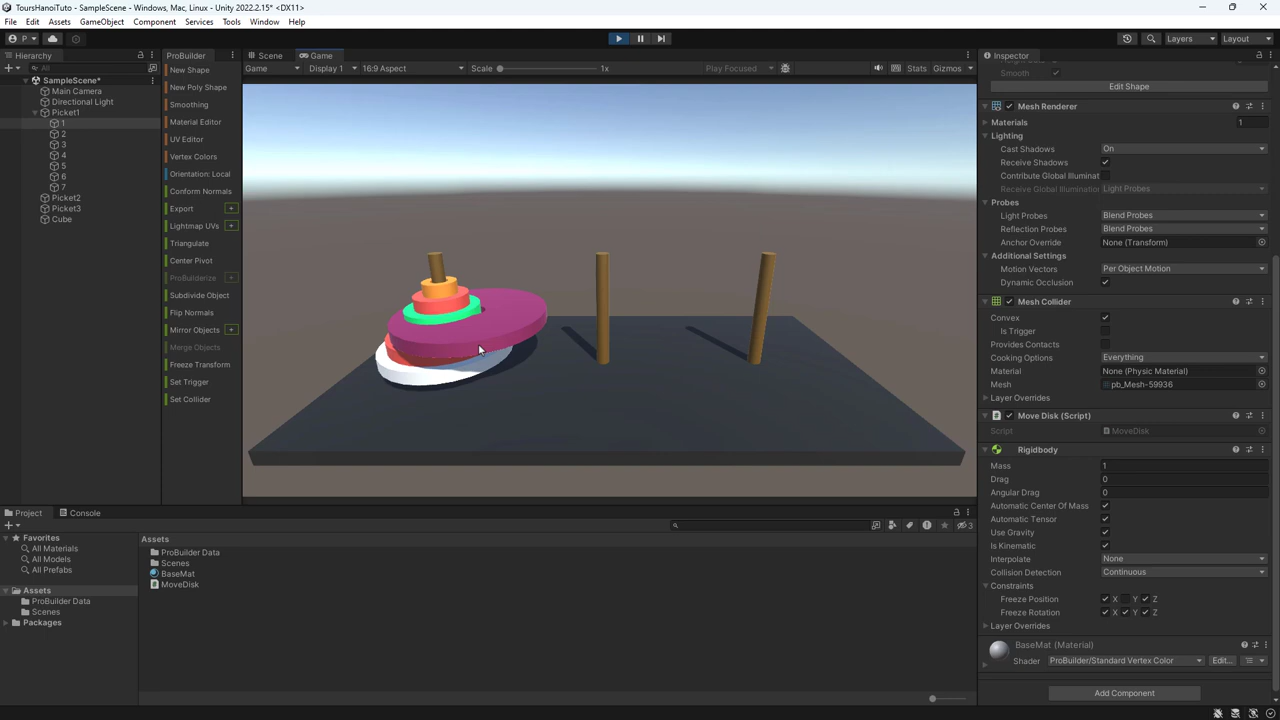 ToursHanoiTuto - SampleScene - Windows, Mac, Linux - Unity 2022.2.15* <DX11>
File Edit Assets GameObject Component Services Tools Window Help
P
Layers
Layout
Hierarchy
All
SampleScene*
Main Camera
Directional Light
Picket1
1
2
3
4
5
6
7
Picket2
Picket3
Cube
ProBuilder
New Shape
New Poly Shape
Smoothing
Material Editor
UV Editor
Vertex Colors
Orientation: Local
Conform Normals
Export
Lightmap UVs
Triangulate
Center Pivot
ProBuilderize
Subdivide Object
Flip Normals
Mirror Objects
Merge Objects
Freeze Transform
Set Trigger
Set Collider
Scene Game
Game Display 1 16:9 Aspect Scale 1x Play Focused Stats Gizmos
Inspector
Smooth
Edit Shape
Mesh Renderer
Materials 1
Lighting
Cast Shadows On
Receive Shadows
Contribute Global Illuminat
Receive Global Illumination Light Probes
Probes
Light Probes Blend Probes
Reflection Probes Blend Probes
Anchor Override None (Transform)
Additional Settings
Motion Vectors Per Object Motion
Dynamic Occlusion
Mesh Collider
Convex
Is Trigger
Provides Contacts
Cooking Options Everything
Material None (Physic Material)
Mesh pb_Mesh-59936
Layer Overrides
Move Disk (Script)
Script MoveDisk
Rigidbody
Mass 1
Drag 0
Angular Drag 0
Automatic Center Of Mass
Automatic Tensor
Use Gravity
Is Kinematic
Interpolate None
Collision Detection Continuous
Constraints
Freeze Position X Y Z
Freeze Rotation X Y Z
Layer Overrides
BaseMat (Material)
Shader ProBuilder/Standard Vertex Color Edit...
Add Component
Project Console
3
Favorites
All Materials
All Models
All Prefabs
Assets
ProBuilder Data
Scenes
Packages
Assets
ProBuilder Data
Scenes
BaseMat
MoveDisk